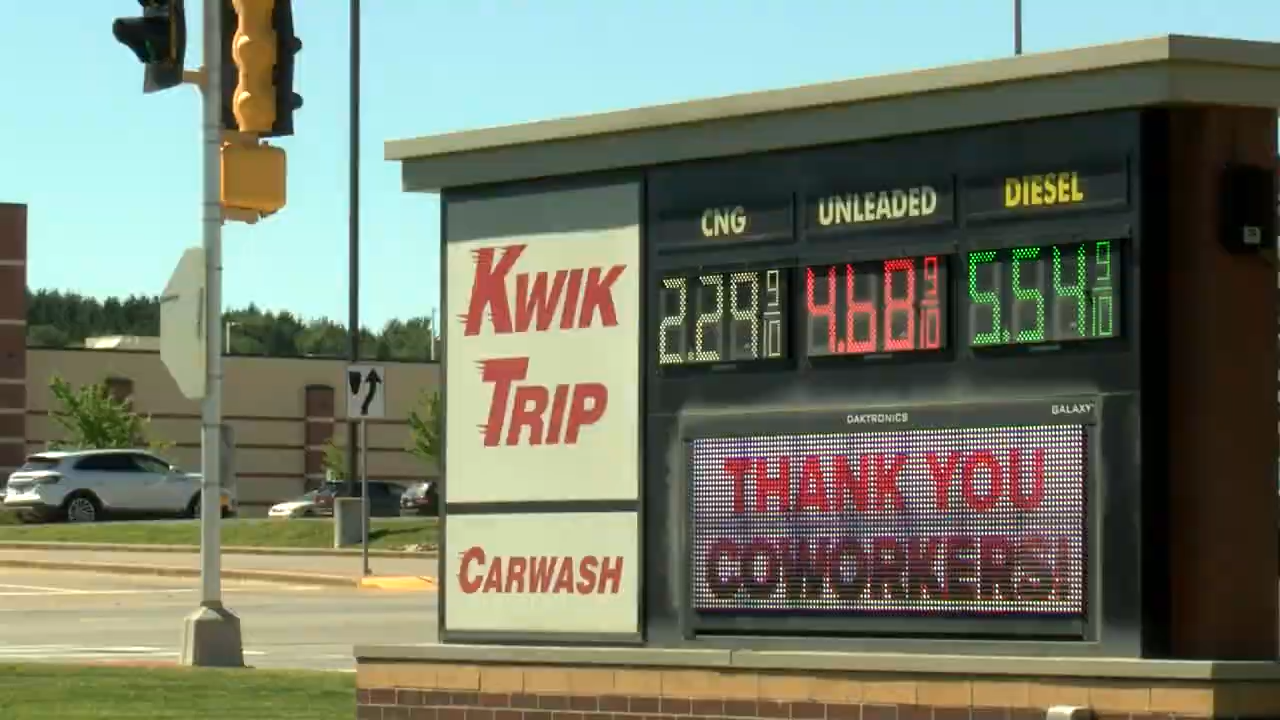 KWIK
TRIP
CARWASH
CNG
UNLEADED
DIESEL
2.29 9/10
4.68 9/10
5.54 9/10
DAKTRONICS
GALAXY
THANK YOU
COWORKERS!